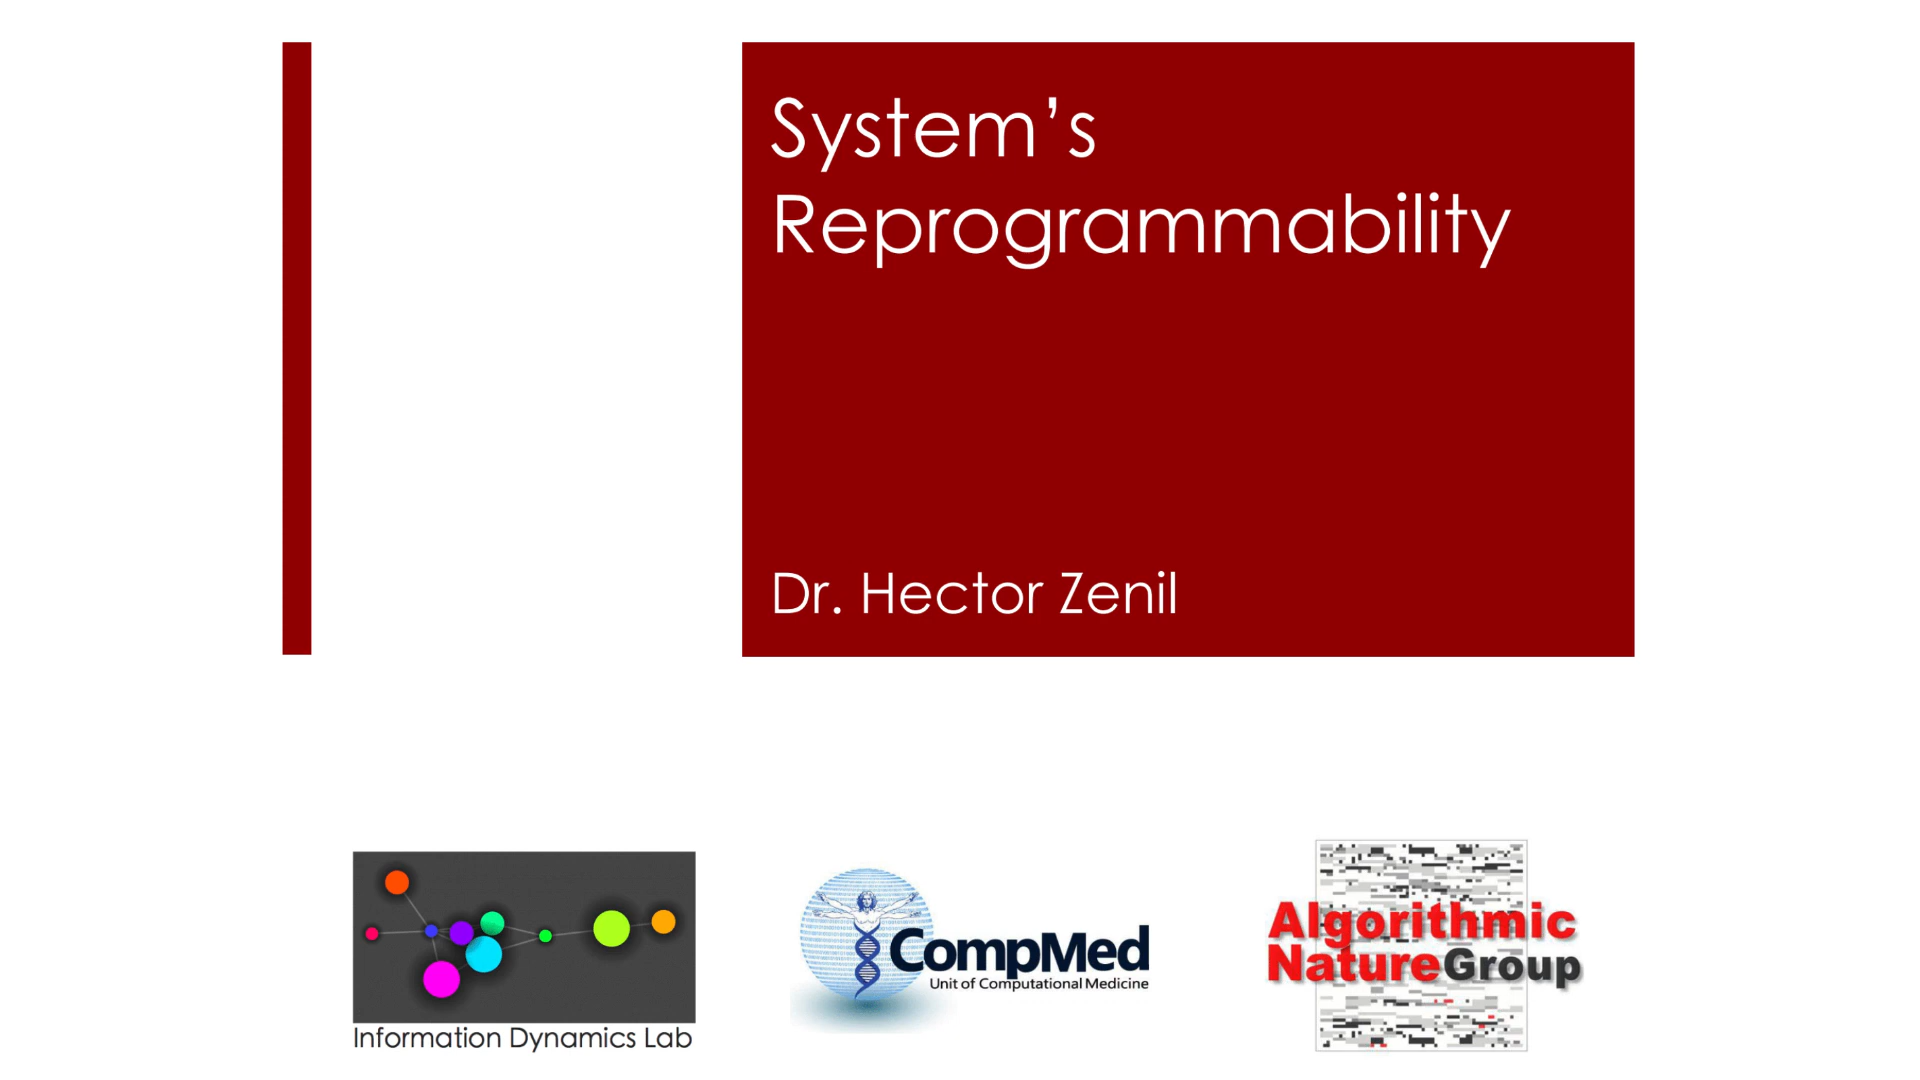 System’s
Reprogrammability
Dr. Hector Zenil
Information Dynamics Lab
CompMed
Unit of Computational Medicine
Algorithmic
NatureGroup